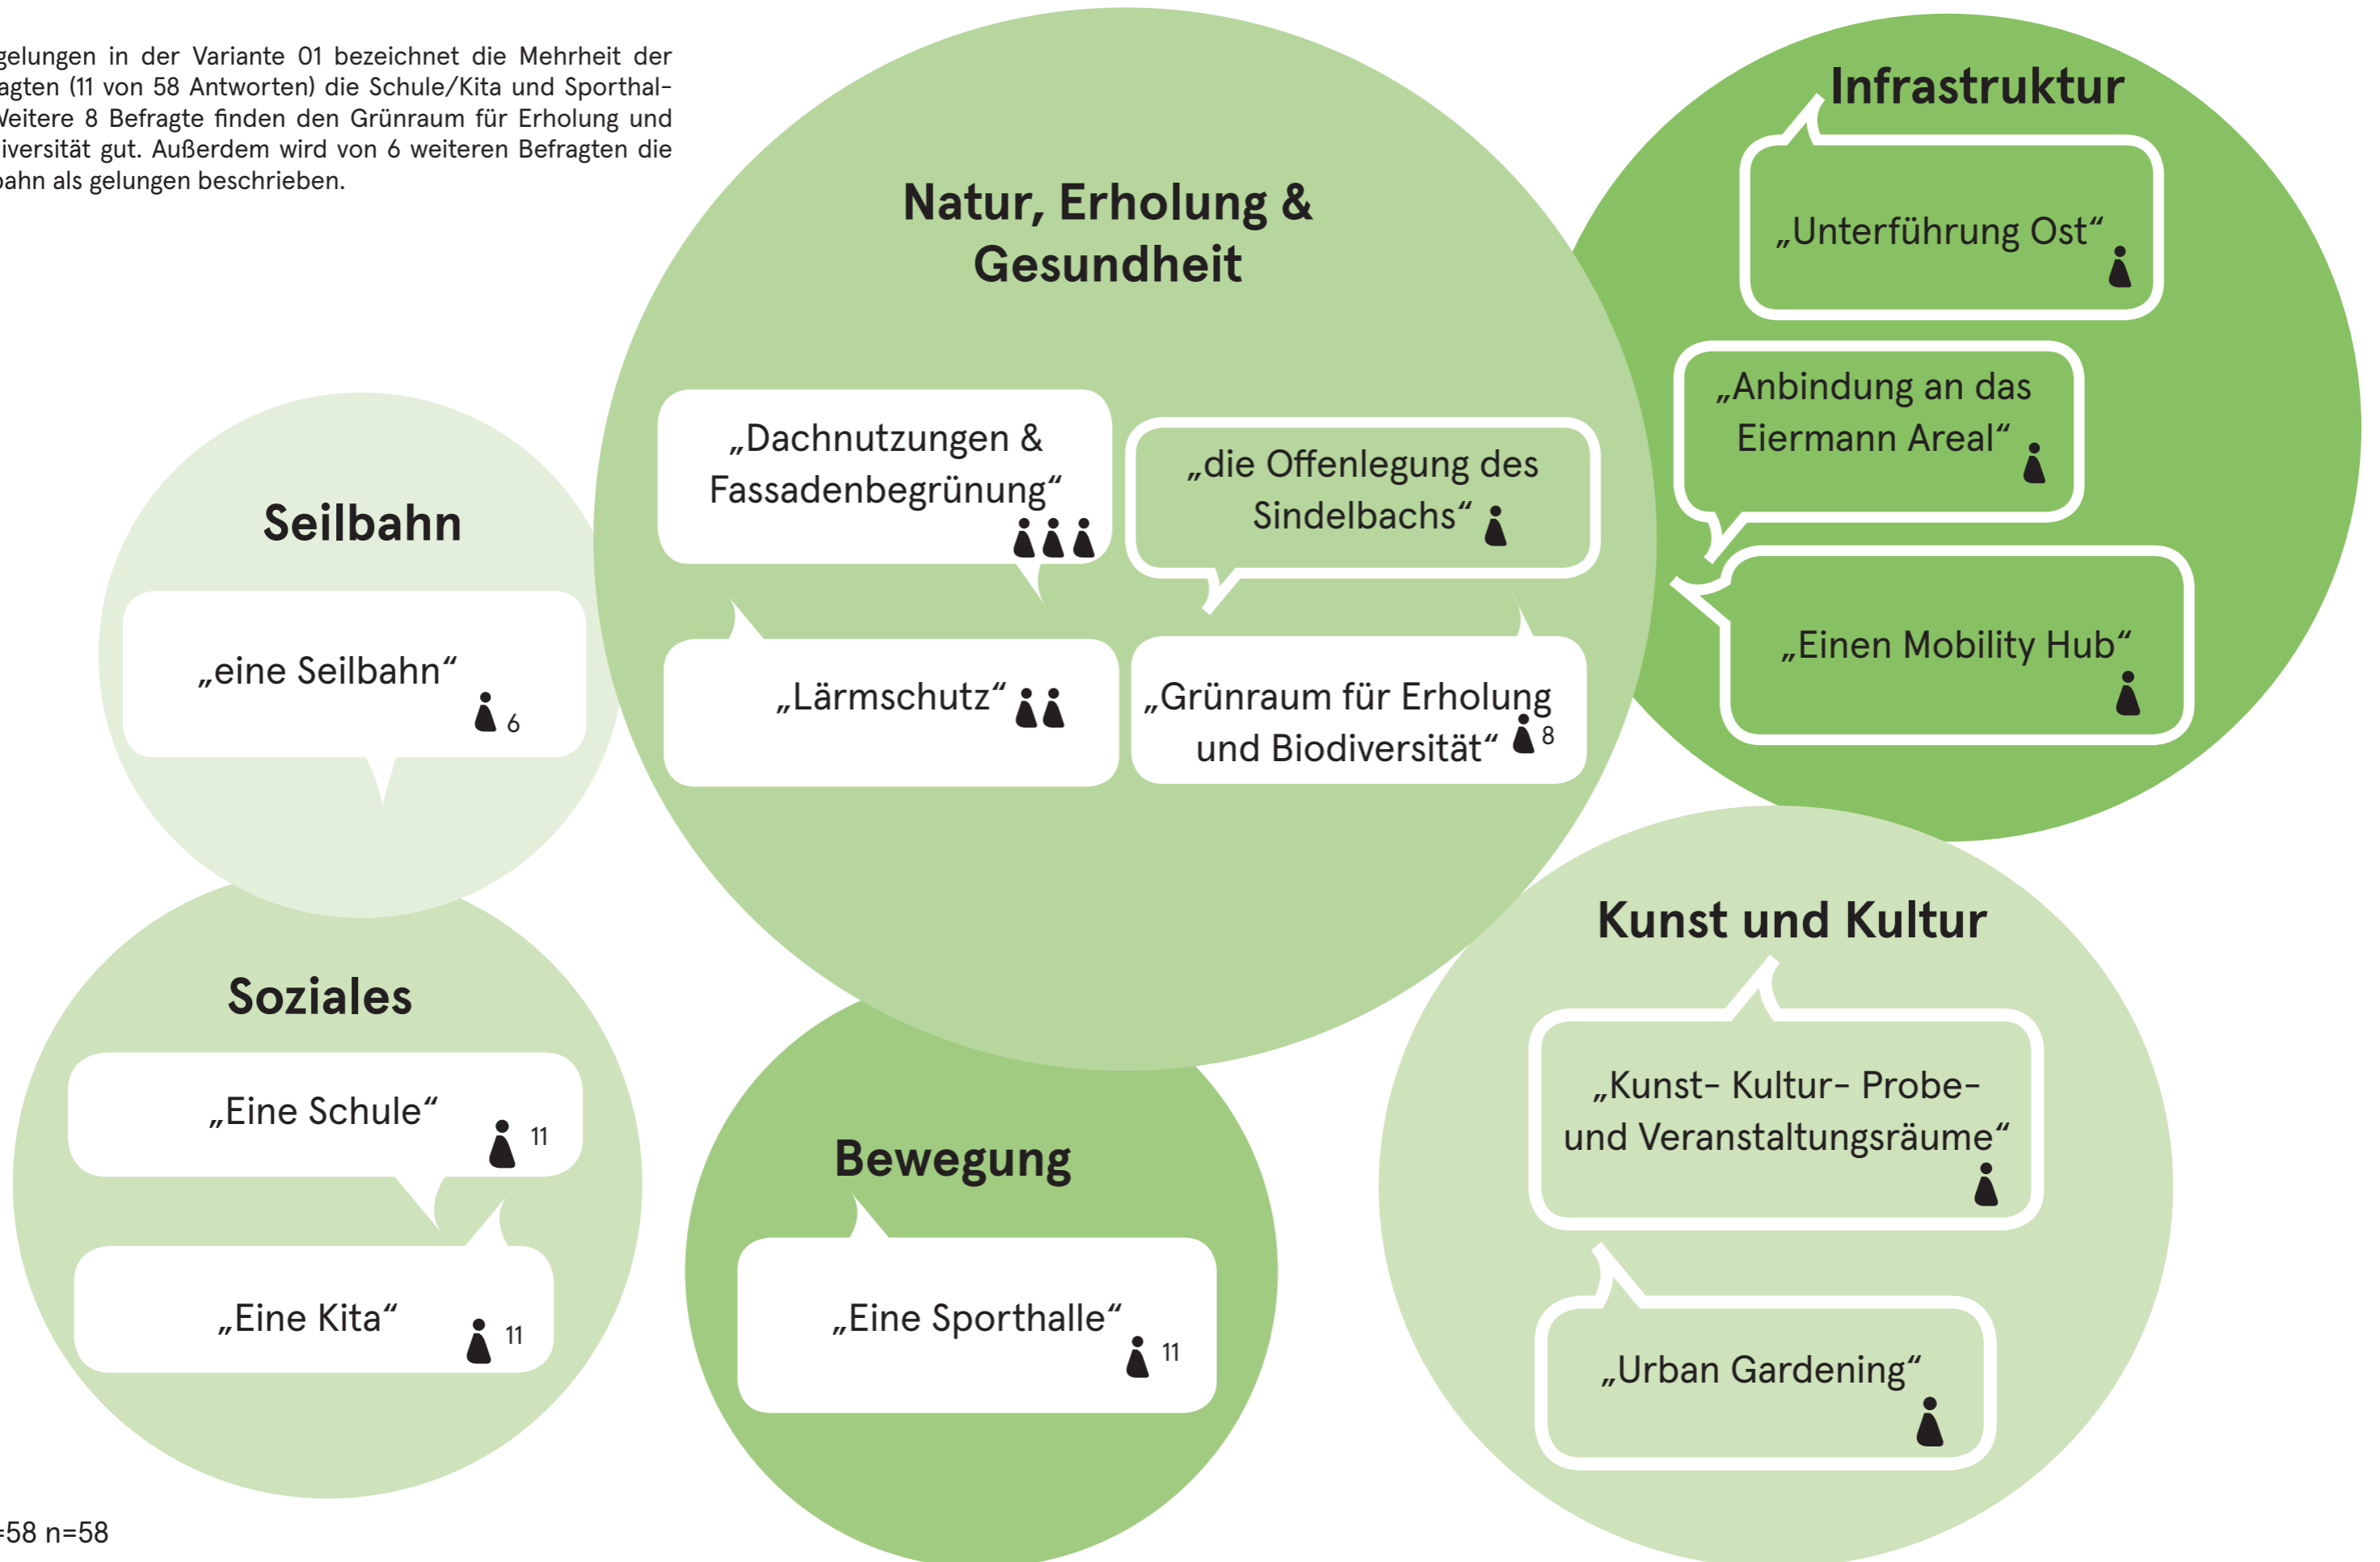 gelungen in der Variante 01 bezeichnet die Mehrheit der
agten (11 von 58 Antworten) die Schule/Kita und Sporthal-
Weitere 8 Befragte finden den Grünraum für Erholung und
iversität gut. Außerdem wird von 6 weiteren Befragten die
bahn als gelungen beschrieben.
Natur, Erholung &
Gesundheit
„Dachnutzungen &
Fassadenbegrünung“
„die Offenlegung des
Sindelbachs“
„Lärmschutz“
„Grünraum für Erholung
und Biodiversität“ 8
Infrastruktur
„Unterführung Ost“
„Anbindung an das
Eiermann Areal“
„Einen Mobility Hub“
Seilbahn
„eine Seilbahn“
6
Soziales
„Eine Schule“
11
„Eine Kita“
11
Bewegung
„Eine Sporthalle“
11
Kunst und Kultur
„Kunst- Kultur- Probe-
und Veranstaltungsräume“
„Urban Gardening“
=58 n=58